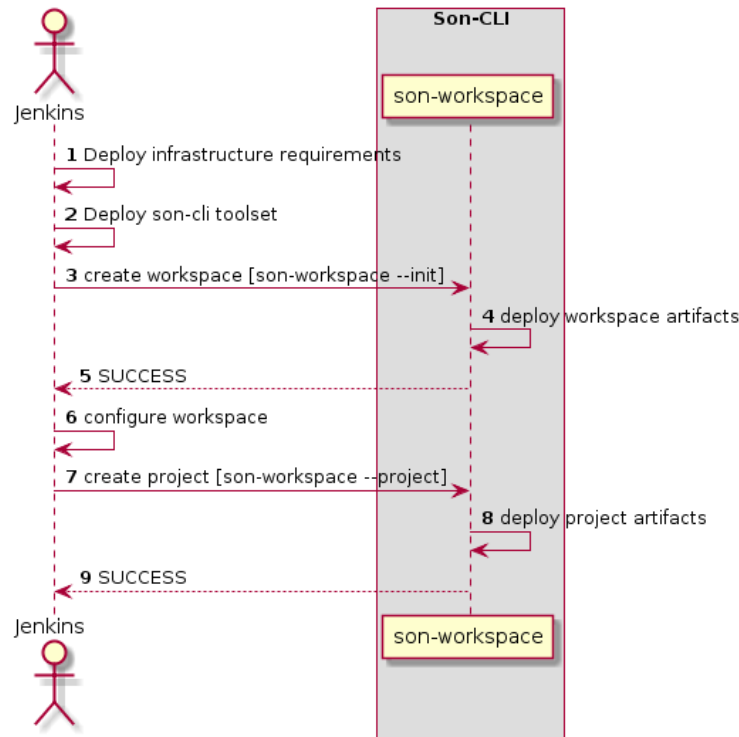 Son-CLI
son-workspace
Jenkins
1 Deploy infrastructure requirements
2 Deploy son-cli toolset
3 create workspace [son-workspace --init]
4 deploy workspace artifacts
5 SUCCESS
6 configure workspace
7 create project [son-workspace --project]
8 deploy project artifacts
9 SUCCESS
Jenkins
son-workspace